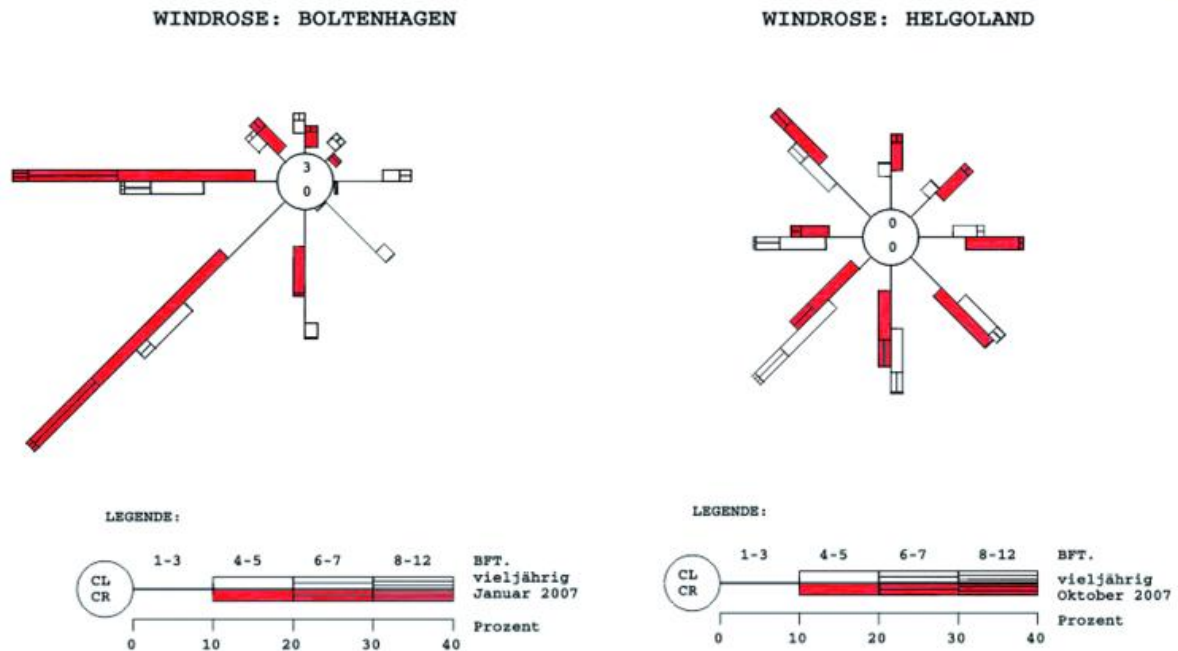 WINDROSE: BOLTENHAGEN
3
0
LEGENDE:
CL
CR
1-3 4-5 6-7 8-12 BFT.
vieljährig
Januar 2007
Prozent
0 10 20 30 40
WINDROSE: HELGOLAND
0
0
LEGENDE:
CL
CR
1-3 4-5 6-7 8-12 BFT.
vieljährig
Oktober 2007
Prozent
0 10 20 30 40